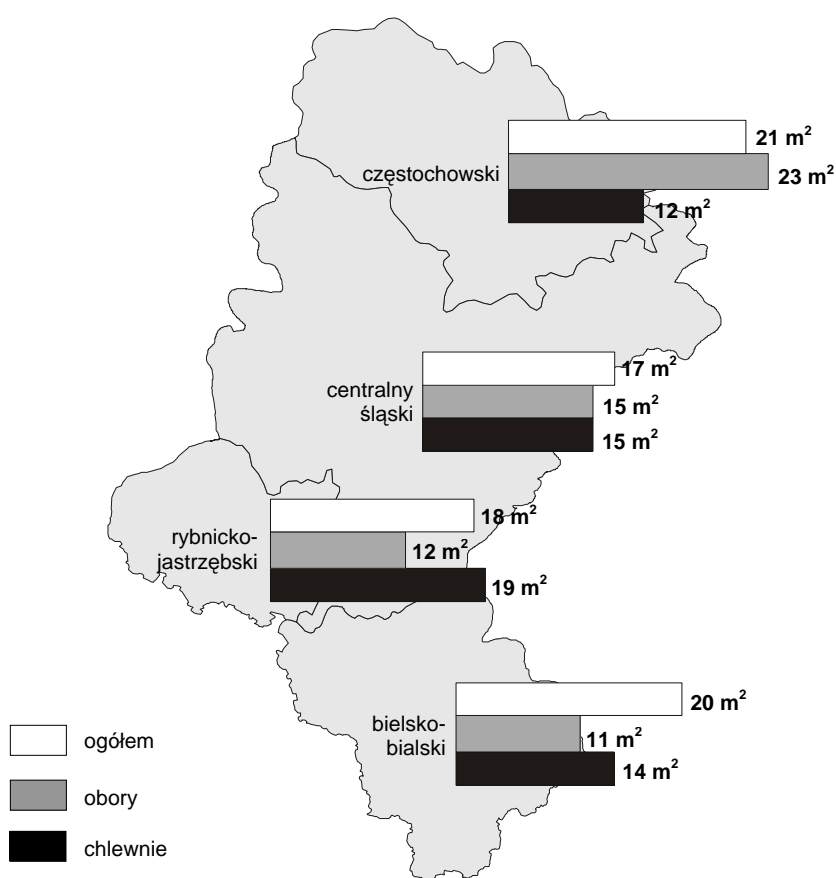 21 m²
częstochowski
23 m²
12 m²
17 m²
centralny
śląski
15 m²
15 m²
18 m²
rybnicko-
jastrzębski
12 m²
19 m²
20 m²
bielsko-
bialski
11 m²
14 m²
ogółem
obory
chlewnie